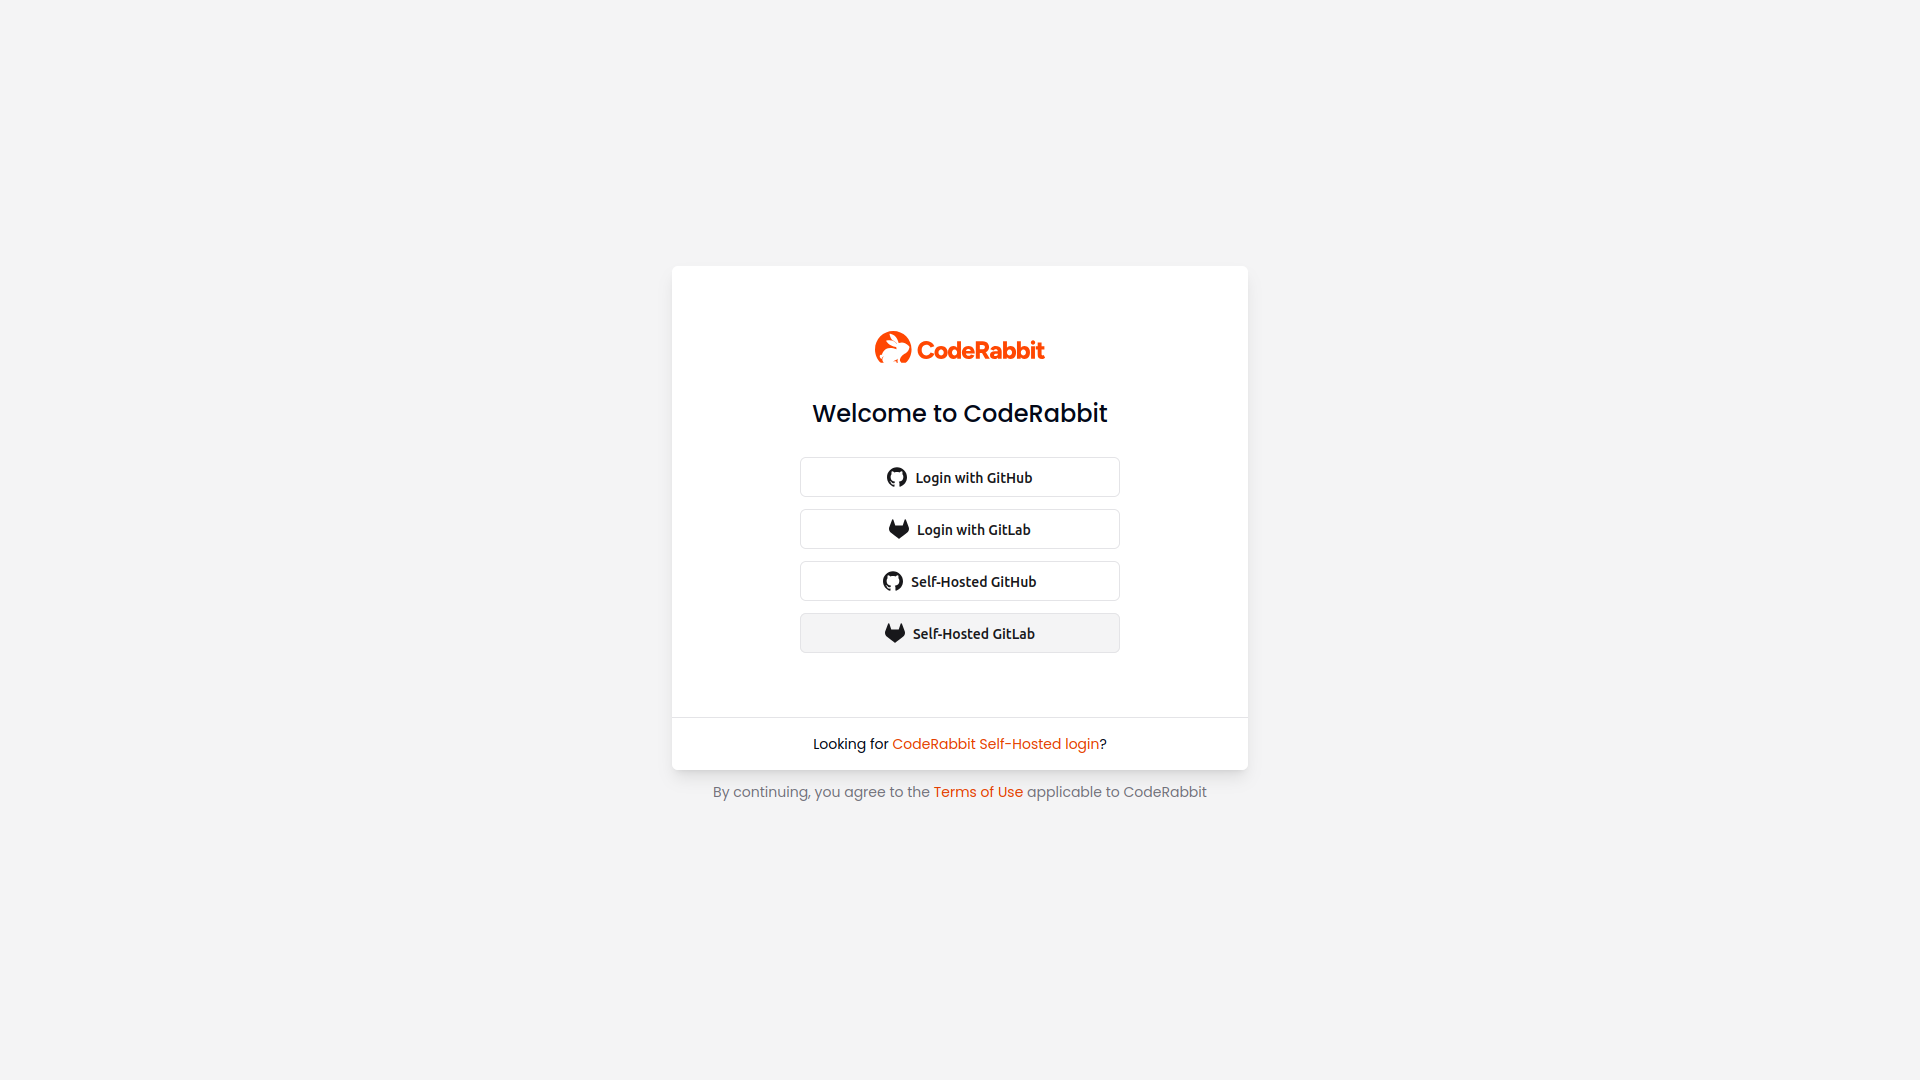 CodeRabbit
Welcome to CodeRabbit
Login with GitHub
Login with GitLab
Self-Hosted GitHub
Self-Hosted GitLab
Looking for CodeRabbit Self-Hosted login?
By continuing, you agree to the Terms of Use applicable to CodeRabbit